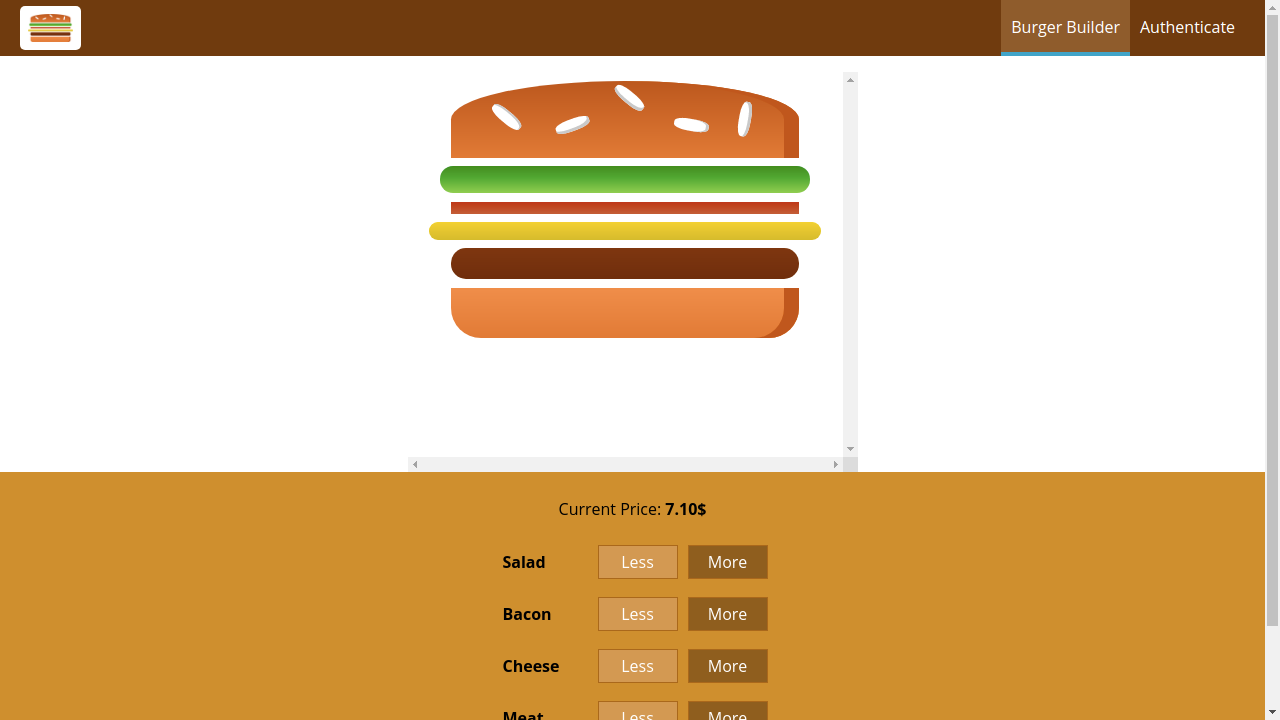 Burger Builder Authenticate
Current Price: 7.10$
Salad Less More
Bacon Less More
Cheese Less More
Meat Less More